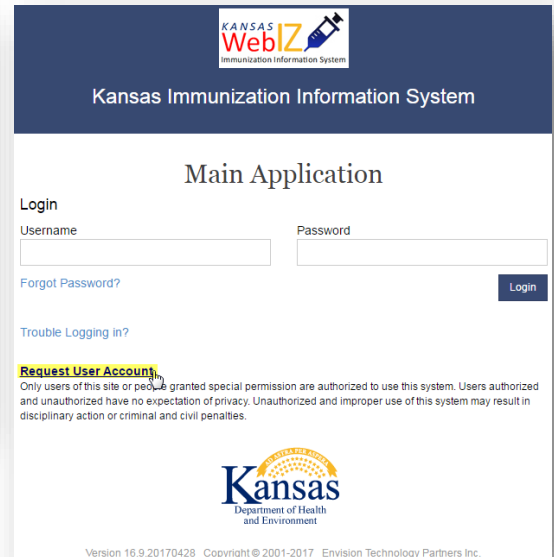 KANSAS
WebIZ
Immunization Information System
Kansas Immunization Information System
Main Application
Login
Username Password
Forgot Password?
Login
Trouble Logging in?
Request User Account
Only users of this site or people granted special permission are authorized to use this system. Users authorized
and unauthorized have no expectation of privacy. Unauthorized and improper use of this system may result in
disciplinary action or criminal and civil penalties.
AD ASTRA PER ASPERA
Kansas
Department of Health
and Environment
Version 16.9.20170428 Copyright © 2001-2017 Envision Technology Partners Inc.